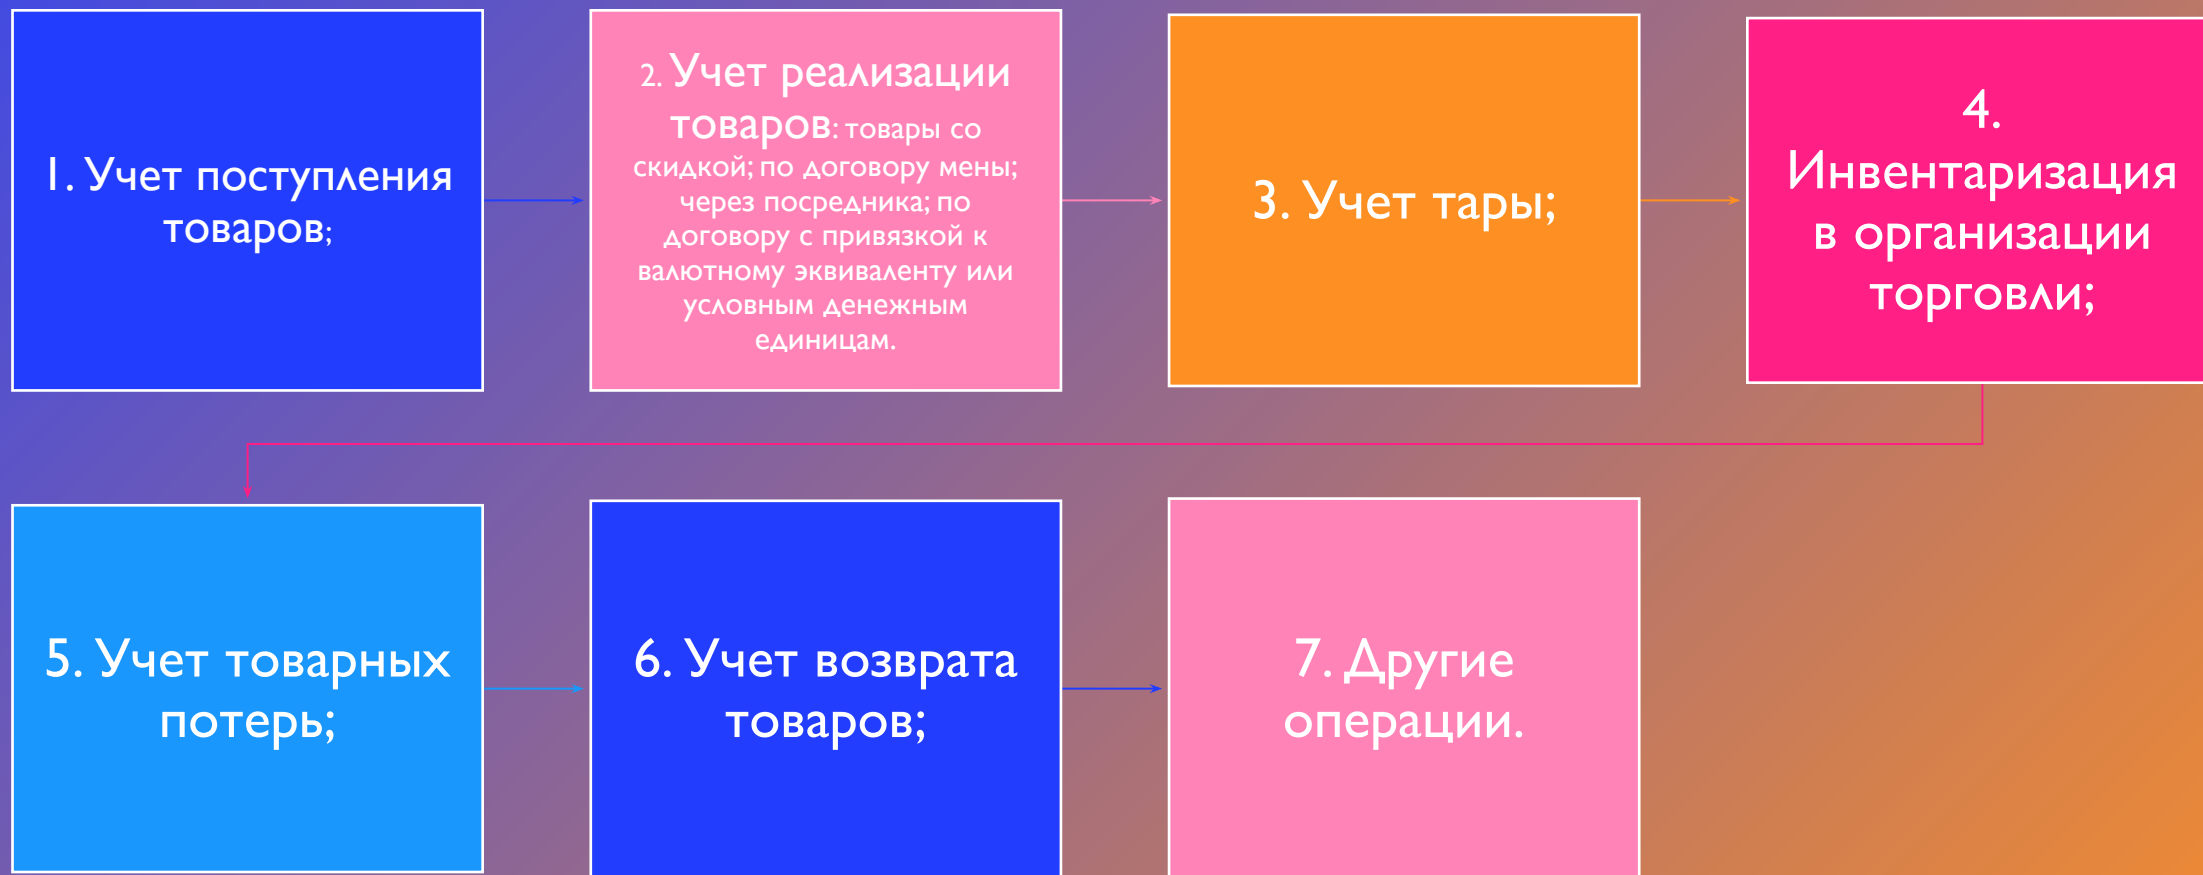 1. Учет поступления
товаров;
2. Учет реализации
товаров: товары со
скидкой; по договору мены;
через посредника; по
договору с привязкой к
валютному эквиваленту или
условным денежным
единицам.
3. Учет тары;
4.
Инвентаризация
в организации
торговли;
5. Учет товарных
потерь;
6. Учет возврата
товаров;
7. Другие
операции.